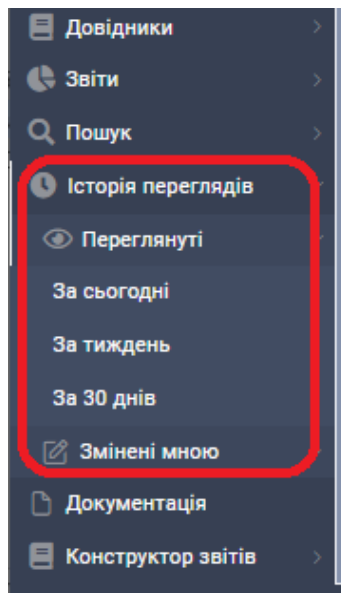 Довідники
Звіти
Пошук
Історія переглядів
Переглянуті
За сьогодні
За тиждень
За 30 днів
Змінені мною
Документація
Конструктор звітів